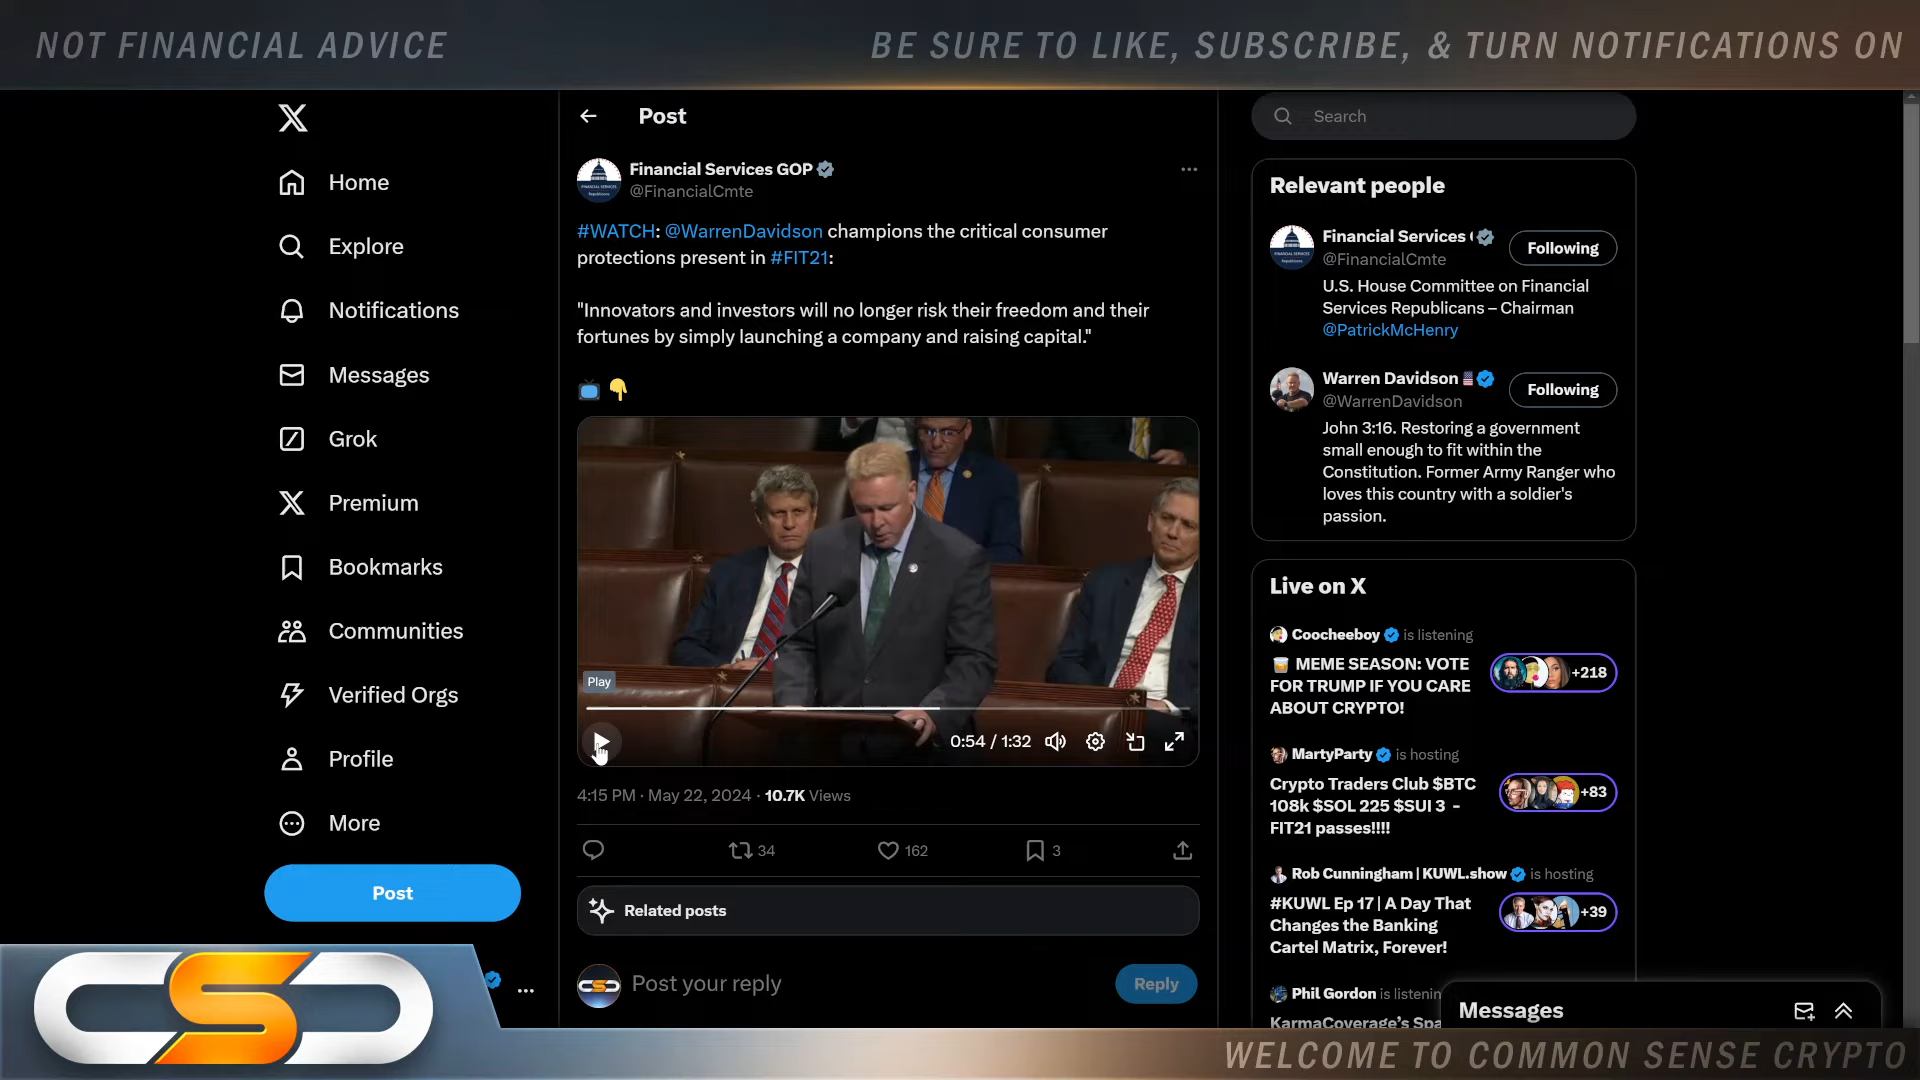 NOT FINANCIAL ADVICE
BE SURE TO LIKE, SUBSCRIBE, & TURN NOTIFICATIONS ON
Home
Explore
Notifications
Messages
Grok
Premium
Bookmarks
Communities
Verified Orgs
Profile
More
Post
Post
Financial Services GOP
@FinancialCmte
#WATCH: @WarrenDavidson champions the critical consumer
protections present in #FIT21:
"Innovators and investors will no longer risk their freedom and their
fortunes by simply launching a company and raising capital."
Play
0:54 / 1:32
4:15 PM · May 22, 2024 · 10.7K Views
34
162
3
Related posts
Post your reply
Reply
Search
Relevant people
Financial Services
@FinancialCmte
Following
U.S. House Committee on Financial
Services Republicans – Chairman
@PatrickMcHenry
Warren Davidson
@WarrenDavidson
Following
John 3:16. Restoring a government
small enough to fit within the
Constitution. Former Army Ranger who
loves this country with a soldier's
passion.
Live on X
Coocheeboy is listening
MEME SEASON: VOTE
FOR TRUMP IF YOU CARE
ABOUT CRYPTO!
+218
MartyParty is hosting
Crypto Traders Club $BTC
108k $SOL 225 $SUI 3 -
FIT21 passes!!!!
+83
Rob Cunningham | KUWL.show is hosting
#KUWL Ep 17 | A Day That
Changes the Banking
Cartel Matrix, Forever!
+39
Phil Gordon is listenin
KarmaCoverage's Spa
Messages
CSC
WELCOME TO COMMON SENSE CRYPTO